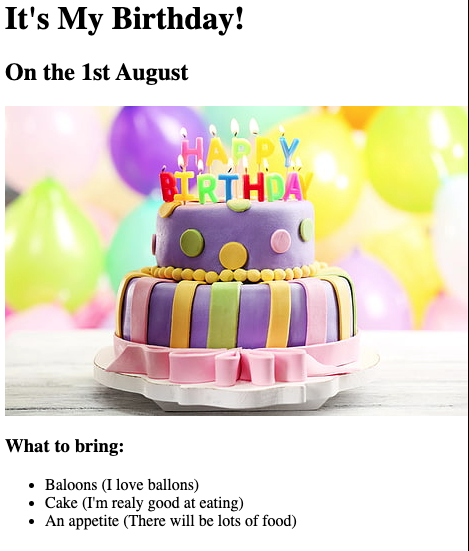 It's My Birthday!
On the 1st August
HAPPY
BIRTHDAY
What to bring:
Baloons (I love ballons)
Cake (I'm realy good at eating)
An appetite (There will be lots of food)